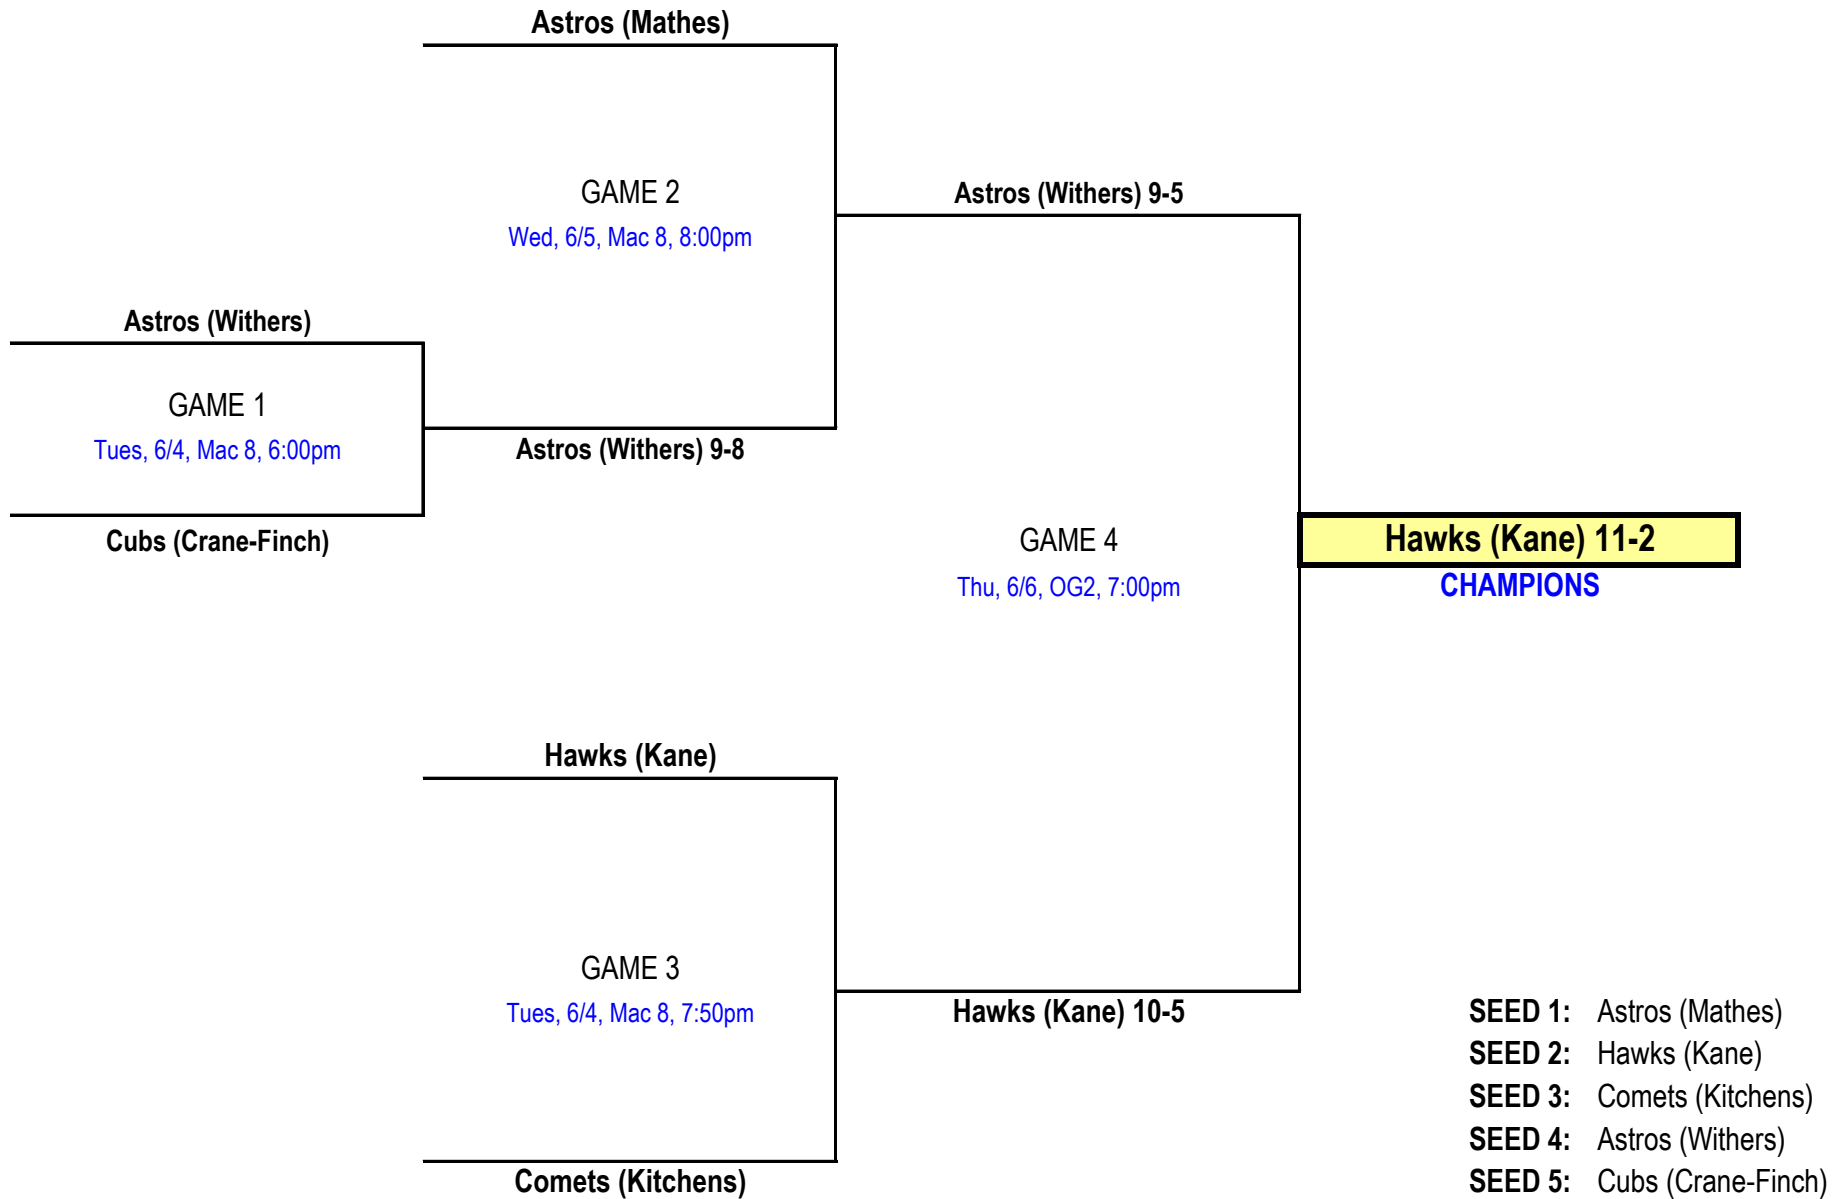 Astros (Mathes)
GAME 2
Wed, 6/5, Mac 8, 8:00pm
Astros (Withers) 9-5
Astros (Withers)
GAME 1
Tues, 6/4, Mac 8, 6:00pm
Astros (Withers) 9-8
Cubs (Crane-Finch)
GAME 4
Thu, 6/6, OG2, 7:00pm
Hawks (Kane) 11-2
CHAMPIONS
Hawks (Kane)
GAME 3
Tues, 6/4, Mac 8, 7:50pm
Hawks (Kane) 10-5
Comets (Kitchens)
SEED 1: Astros (Mathes)
SEED 2: Hawks (Kane)
SEED 3: Comets (Kitchens)
SEED 4: Astros (Withers)
SEED 5: Cubs (Crane-Finch)